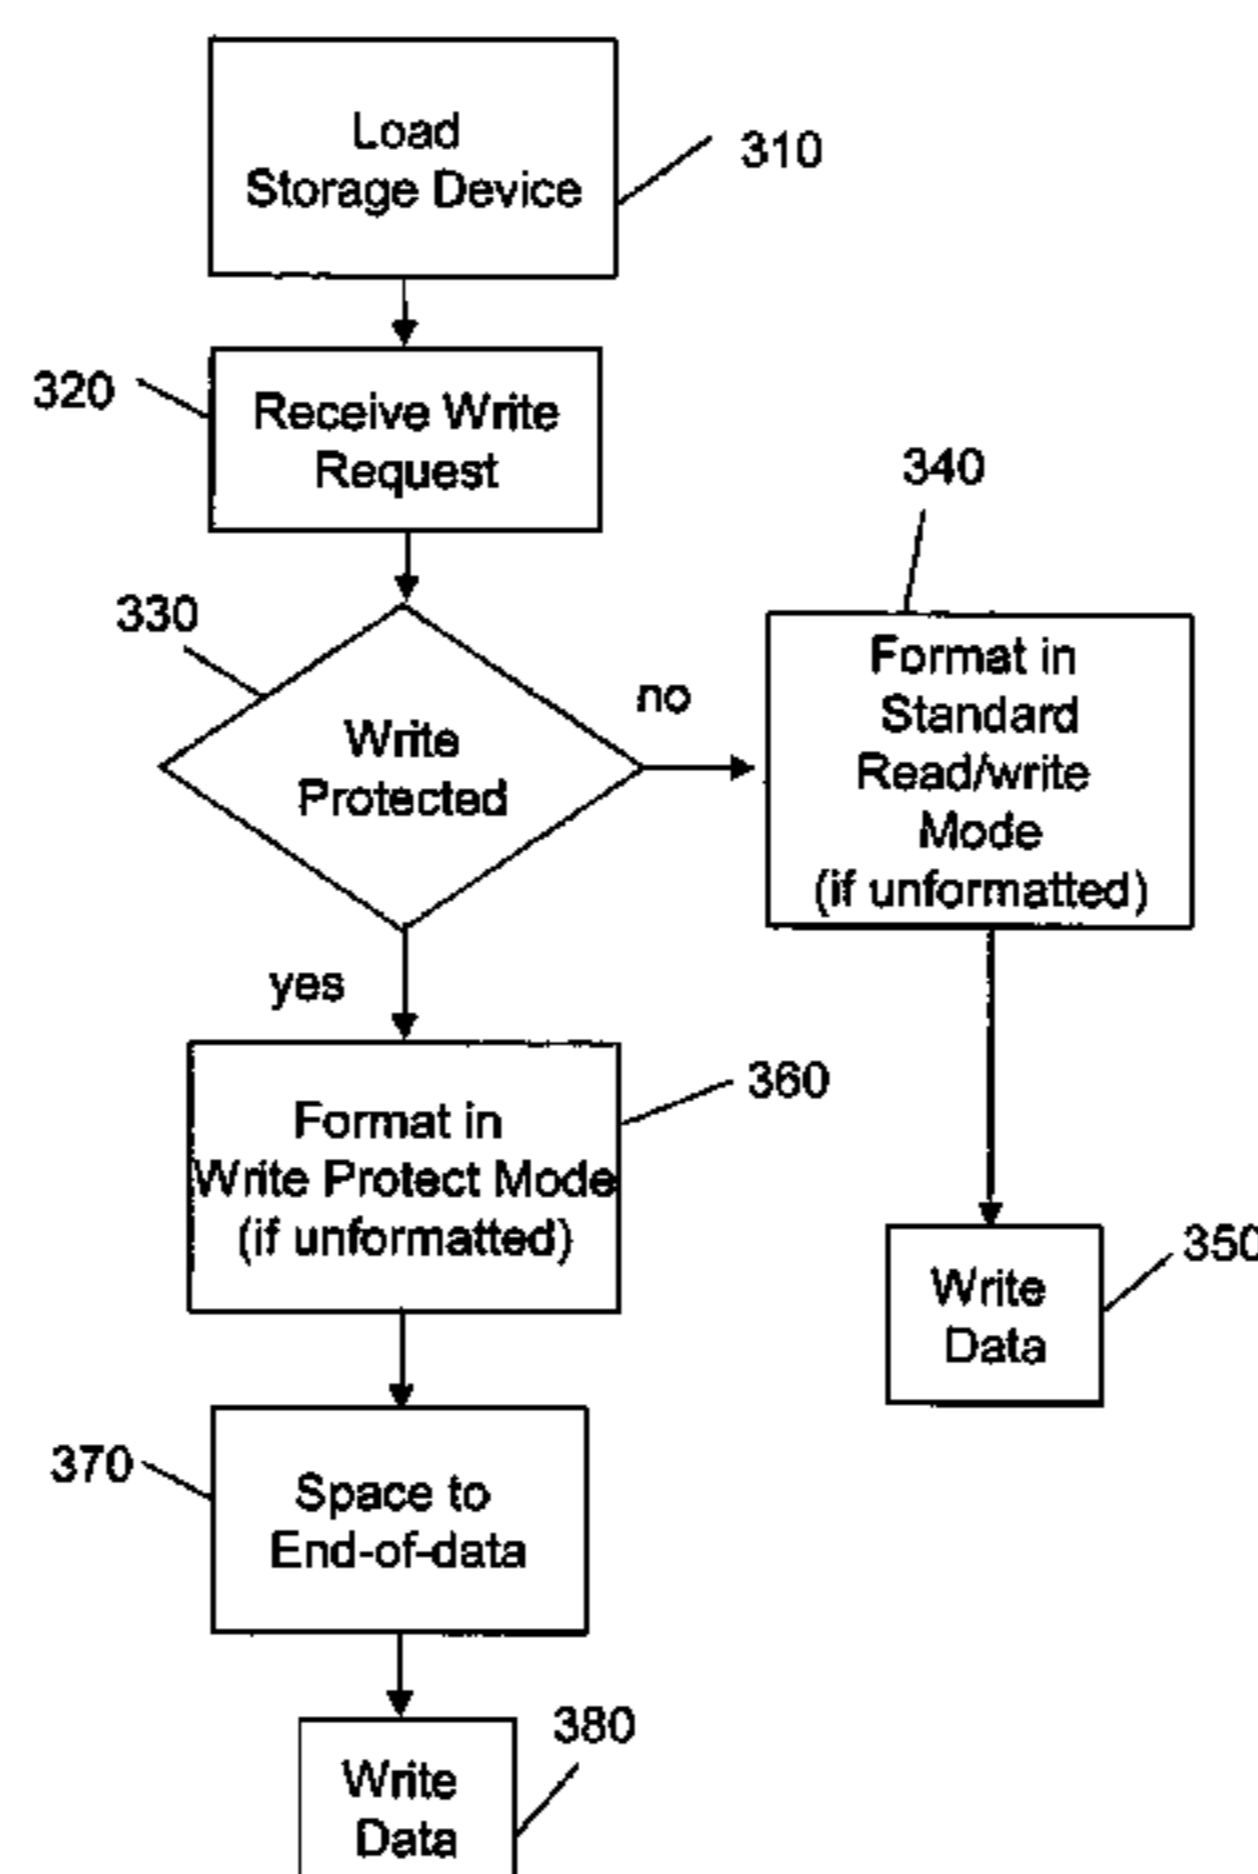 Load
Storage Device
310
320
Receive Write
Request
330
Write
Protected
no
340
Format in
Standard
Read/write
Mode
(if unformatted)
yes
360
Format in
Write Protect Mode
(if unformatted)
350
Write
Data
370
Space to
End-of-data
380
Write
Data